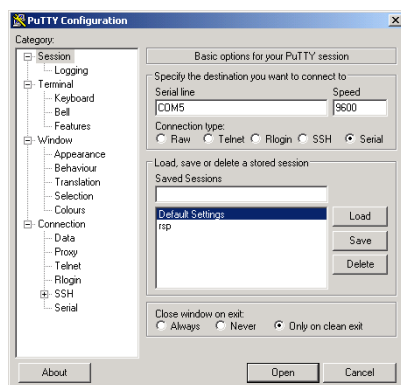 PuTTY Configuration
Category:
Session
Logging
Terminal
Keyboard
Bell
Features
Window
Appearance
Behaviour
Translation
Selection
Colours
Connection
Data
Proxy
Telnet
Rlogin
SSH
Serial
Basic options for your PuTTY session
Specify the destination you want to connect to
Serial line Speed
COM5 9600
Connection type:
Raw Telnet Rlogin SSH Serial
Load, save or delete a stored session
Saved Sessions
Default Settings
rsp
Load
Save
Delete
Close window on exit:
Always Never Only on clean exit
About Open Cancel